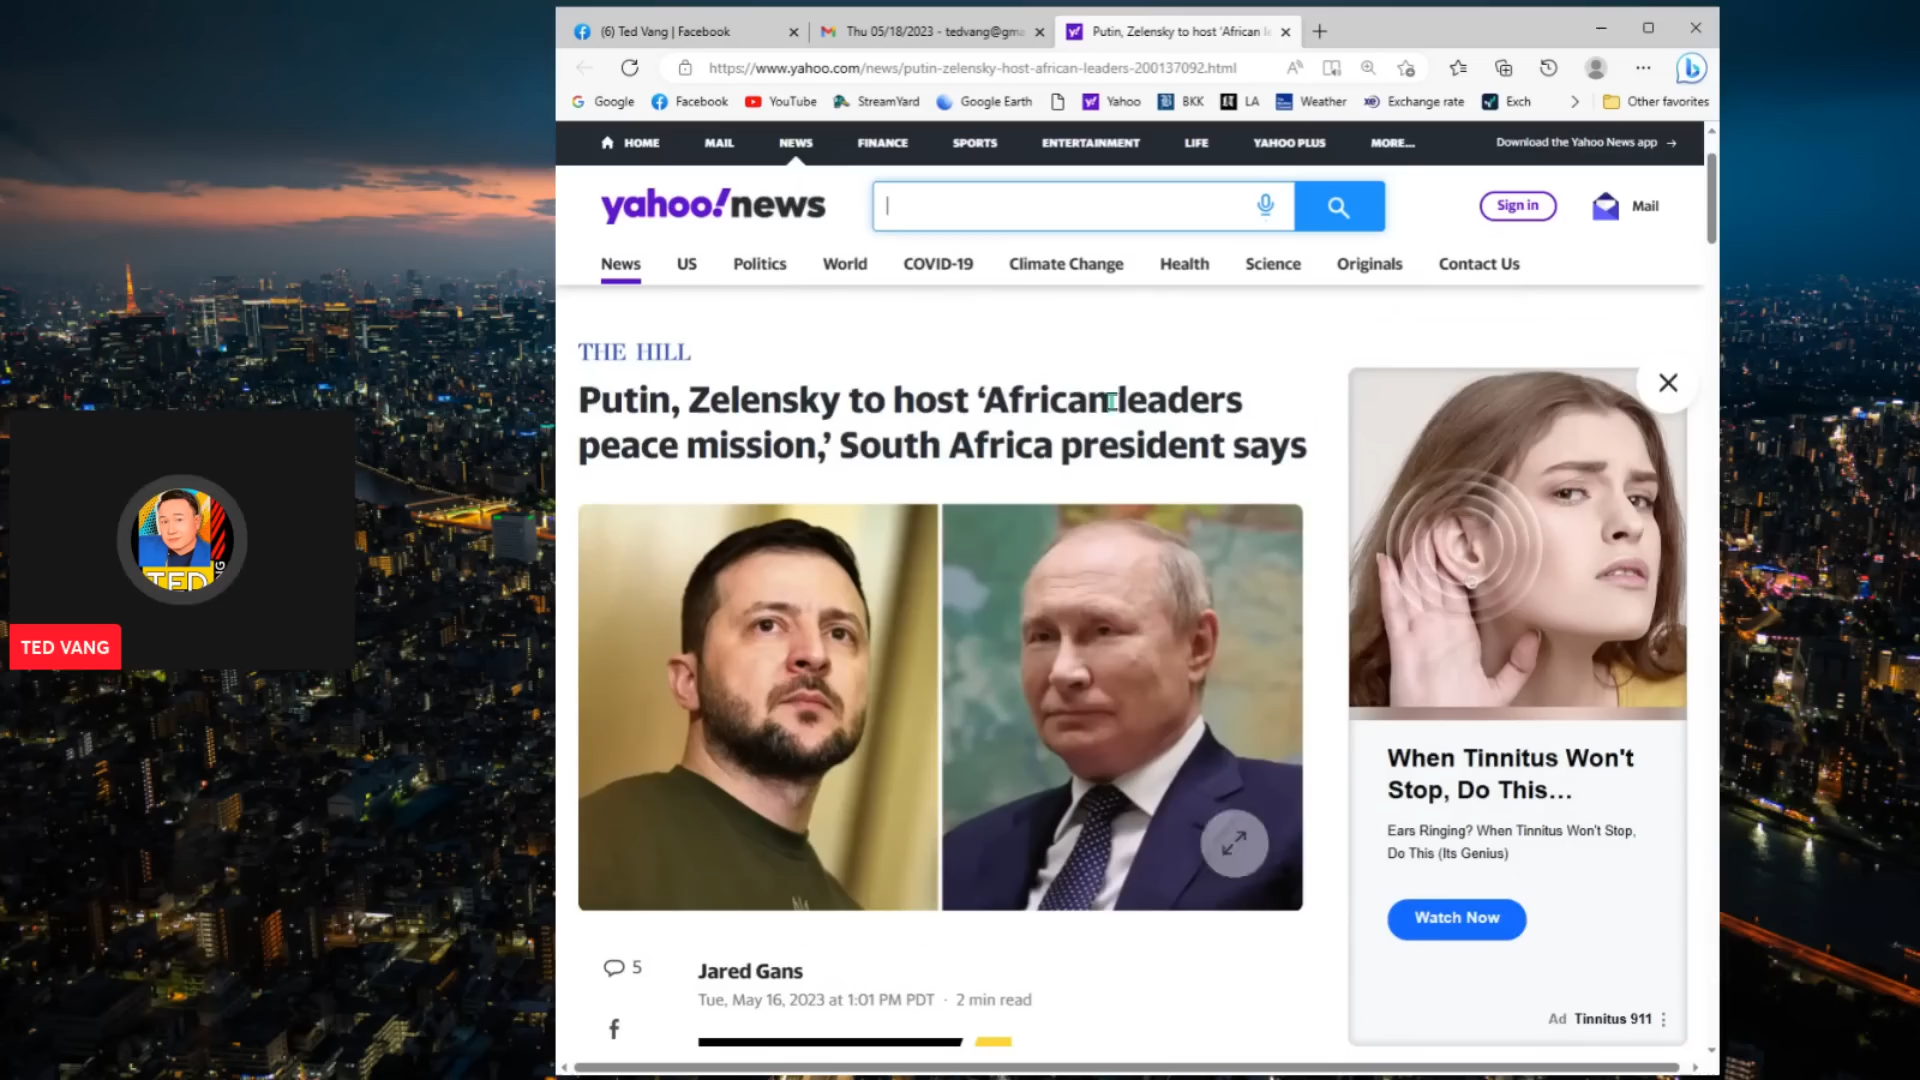 (6) Ted Vang | Facebook
Thu 05/18/2023 - tedvang@gma
Putin, Zelensky to host 'African le
https://www.yahoo.com/news/putin-zelensky-host-african-leaders-200137092.html
Google Facebook YouTube StreamYard Google Earth Yahoo BKK LA Weather Exchange rate Exch Other favorites
HOME MAIL NEWS FINANCE SPORTS ENTERTAINMENT LIFE YAHOO PLUS MORE... Download the Yahoo News app →
yahoo!news
Sign in
Mail
News US Politics World COVID-19 Climate Change Health Science Originals Contact Us
THE HILL
Putin, Zelensky to host ‘African leaders
peace mission,’ South Africa president says
TED
TED VANG
When Tinnitus Won't
Stop, Do This...
Ears Ringing? When Tinnitus Won't Stop,
Do This (Its Genius)
Watch Now
Ad Tinnitus 911
5
Jared Gans
Tue, May 16, 2023 at 1:01 PM PDT · 2 min read